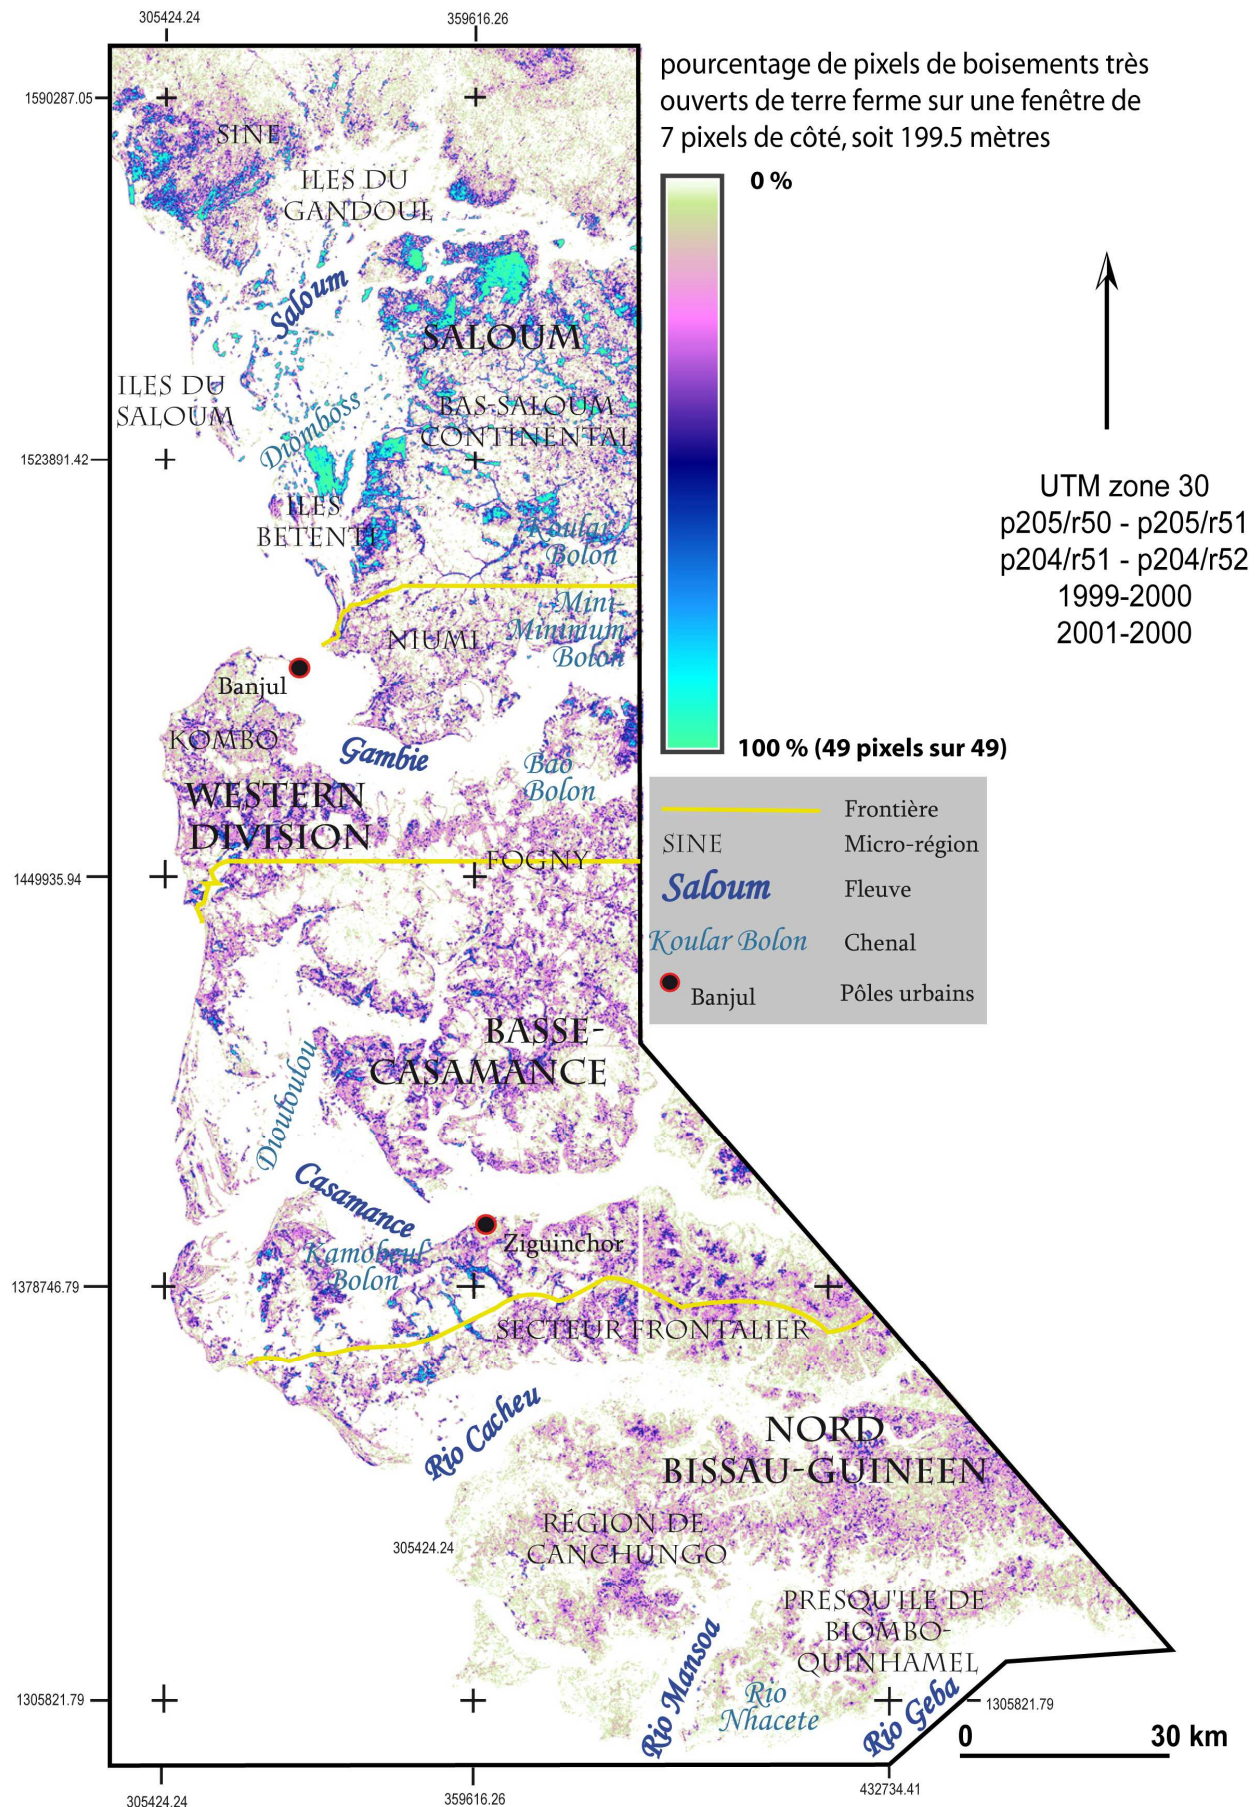 305424.24
359616.26
pourcentage de pixels de boisements très
ouverts de terre ferme sur une fenêtre de
7 pixels de côté, soit 199.5 mètres
1590287.05
SINE
ILES DU
GANDOUL
0 %
Saloum
SALOUM
ILES DU
SALOUM
BAS-SALOUM
CONTINENTAL
Diomboss
1523891.42
ILES
BETENTI
Koular
Bolon
UTM zone 30
p205/r50 - p205/r51
p204/r51 - p204/r52
1999-2000
2001-2000
Mini-
Minimum
Bolon
NIUMI
Banjul
KOMBO
Gambie
Bao
Bolon
100 % (49 pixels sur 49)
WESTERN
DIVISION
FOGNY
1449935.94
Frontière
SINE
Micro-région
Saloum
Fleuve
Koular Bolon
Chenal
Banjul
Pôles urbains
BASSE-
CASAMANCE
Diouloulou
Casamance
Ziguinchor
Kamobeul
Bolon
1378746.79
SECTEUR FRONTALIER
Rio Cacheu
NORD
BISSAU-GUINEEN
RÉGION DE
CANCHUNGO
305424.24
PRESQU'ILE DE
BIOMBO-
QUINHAMEL
Rio Mansoa
Rio
Nhacete
Rio Geba
1305821.79
1305821.79
0
30 km
305424.24
359616.26
432734.41